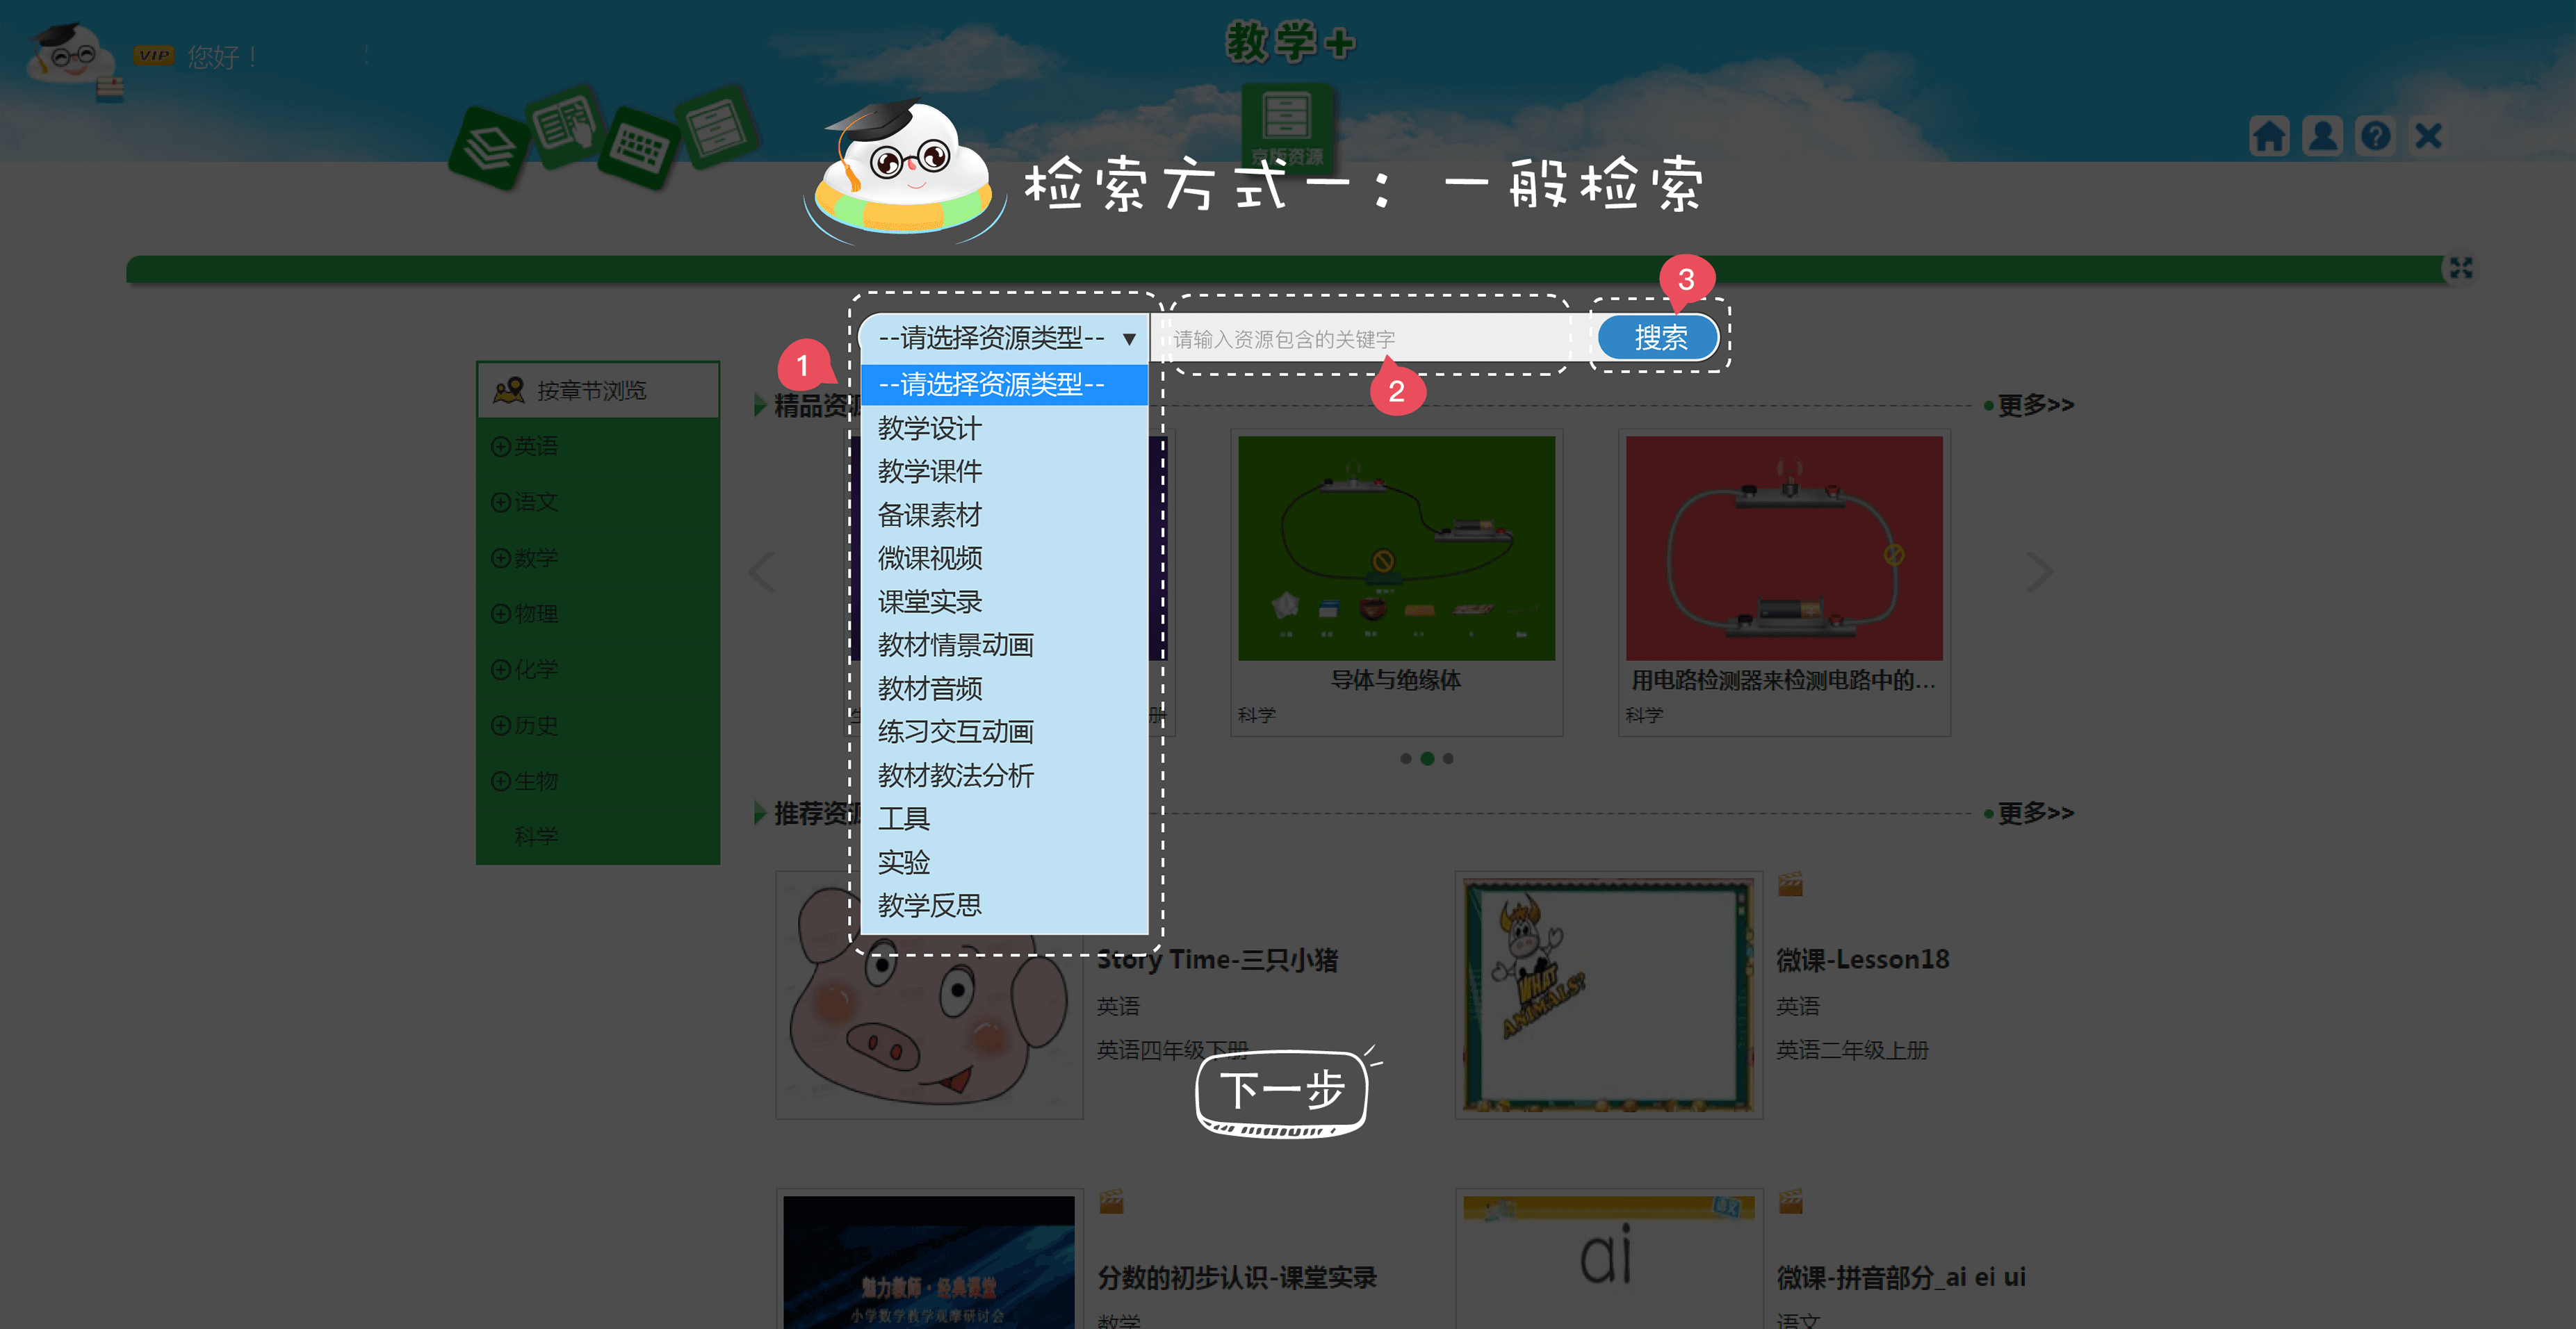 VIP 您好！
教学+
京版资源
检索方式一：一般检索
3
--请选择资源类型-- ▼
请输入资源包含的关键字
搜索
1
2
--请选择资源类型--
教学设计
教学课件
备课素材
微课视频
课堂实录
教材情景动画
教材音频
练习交互动画
教材教法分析
工具
实验
教学反思
按章节浏览
英语
语文
数学
物理
化学
历史
生物
科学
精品资源
更多>>
导体与绝缘体
科学
用电路检测器来检测电路中的...
科学
推荐资源
更多>>
Story Time-三只小猪
英语
英语四年级下册
WHAT
ANIMALS?
微课-Lesson18
英语
英语二年级上册
下一步
魅力教师·经典课堂
小学数学教学观摩研讨会
分数的初步认识-课堂实录
数学
ai
微课-拼音部分_ai ei ui
语文